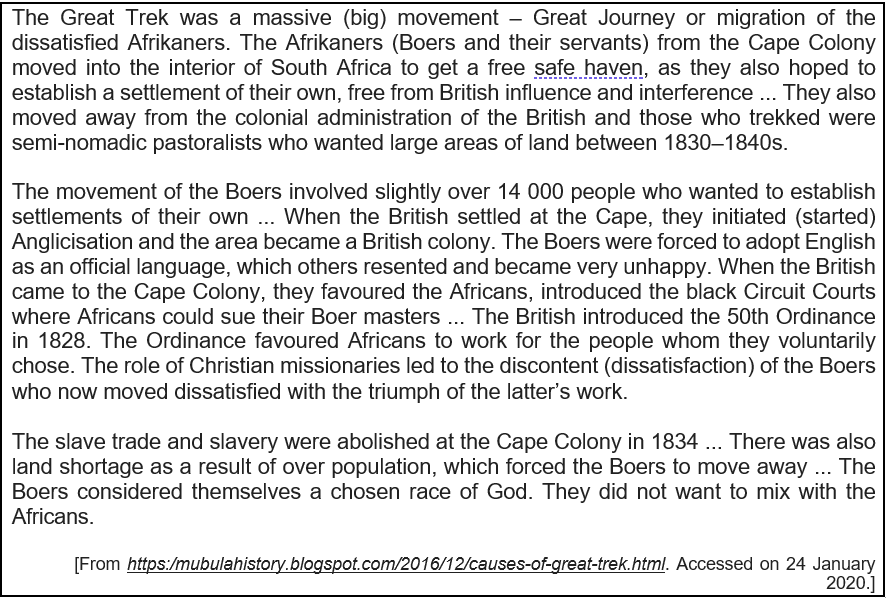 The Great Trek was a massive (big) movement – Great Journey or migration of the
dissatisfied Afrikaners. The Afrikaners (Boers and their servants) from the Cape Colony
moved into the interior of South Africa to get a free safe haven, as they also hoped to
establish a settlement of their own, free from British influence and interference ... They also
moved away from the colonial administration of the British and those who trekked were
semi-nomadic pastoralists who wanted large areas of land between 1830–1840s.
The movement of the Boers involved slightly over 14 000 people who wanted to establish
settlements of their own ... When the British settled at the Cape, they initiated (started)
Anglicisation and the area became a British colony. The Boers were forced to adopt English
as an official language, which others resented and became very unhappy. When the British
came to the Cape Colony, they favoured the Africans, introduced the black Circuit Courts
where Africans could sue their Boer masters ... The British introduced the 50th Ordinance
in 1828. The Ordinance favoured Africans to work for the people whom they voluntarily
chose. The role of Christian missionaries led to the discontent (dissatisfaction) of the Boers
who now moved dissatisfied with the triumph of the latter's work.
The slave trade and slavery were abolished at the Cape Colony in 1834 ... There was also
land shortage as a result of over population, which forced the Boers to move away ... The
Boers considered themselves a chosen race of God. They did not want to mix with the
Africans.
[From https:/mubulahistory.blogspot.com/2016/12/causes-of-great-trek.html. Accessed on 24 January
2020.]